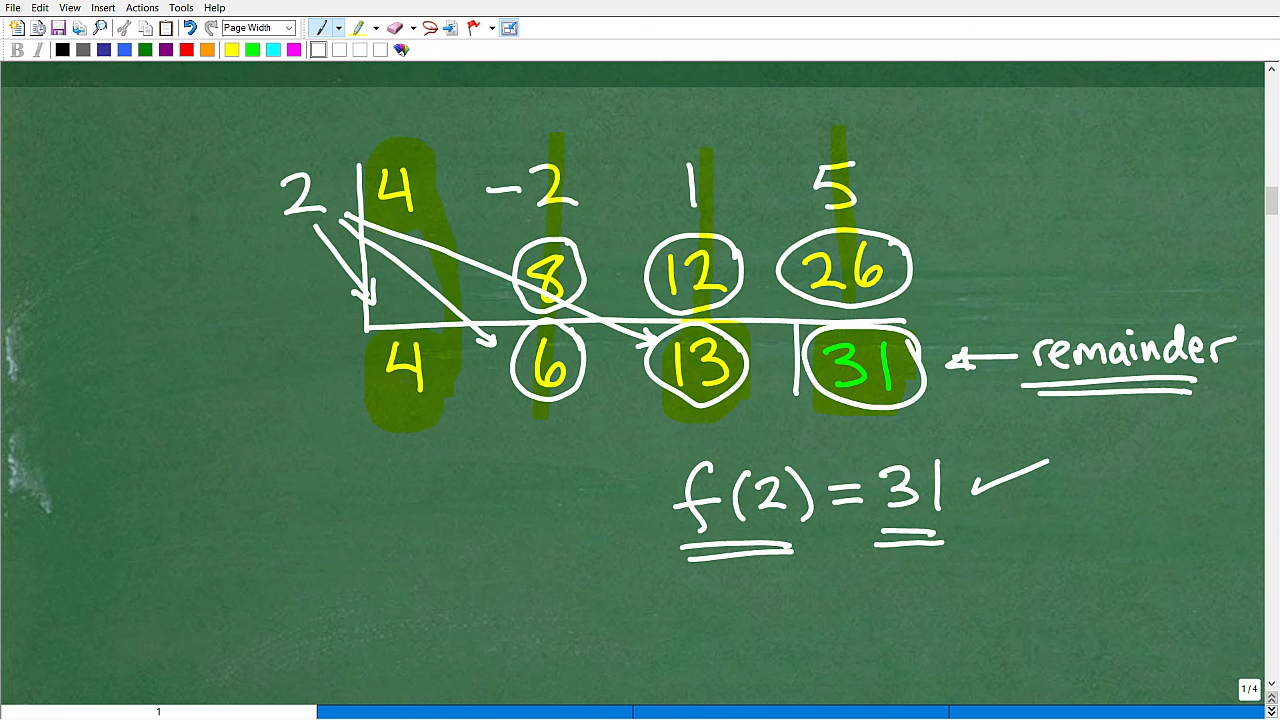 File Edit View Insert Actions Tools Help
Page Width
B I
2 4 -2 1 5
8 12 26
4 6 13 31 remainder
f(2) = 31
1/4
1